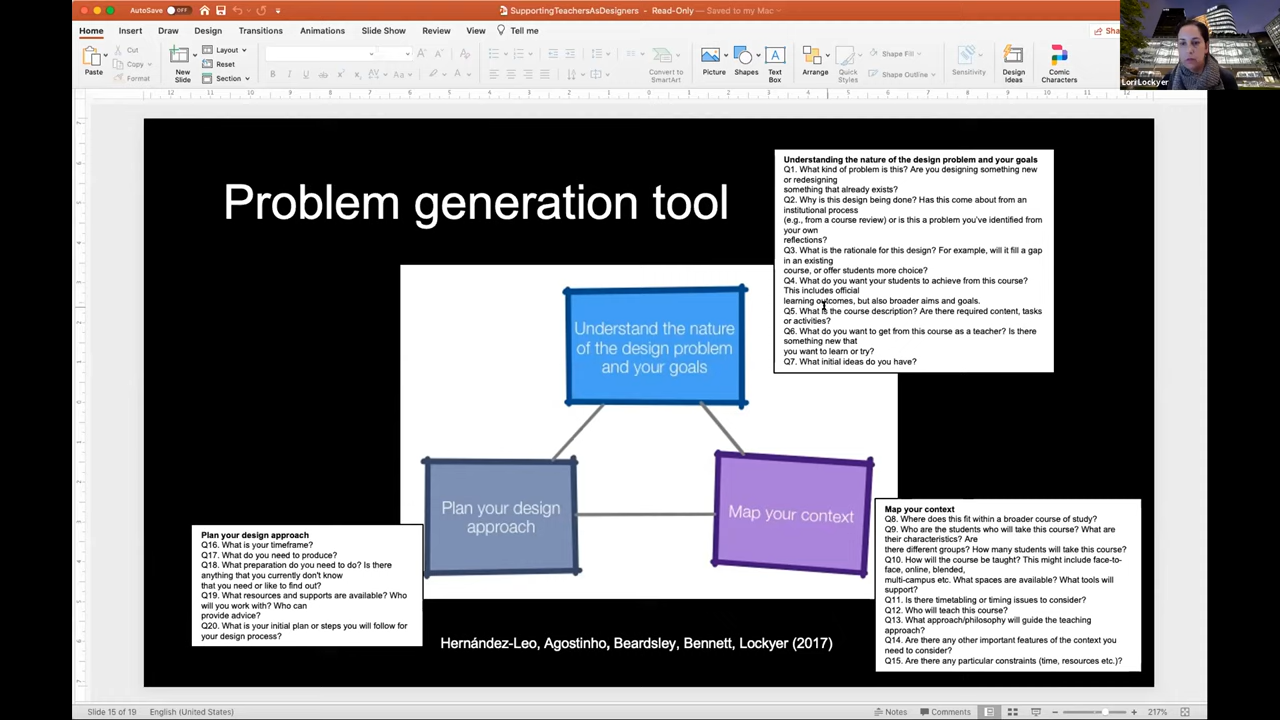 AutoSave OFF
SupportingTeachersAsDesigners - Read-Only — Saved to my Mac
Home Insert Draw Design Transitions Animations Slide Show Review View Tell me
Paste
Cut
Copy
Format
New Slide
Layout
Reset
Section
Convert to SmartArt
Picture
Shapes
Text Box
Arrange
Quick Styles
Shape Fill
Shape Outline
Sensitivity
Design Ideas
Comic Characters
Lori Lockyer
Problem generation tool
Understanding the nature of the design problem and your goals
Q1. What kind of problem is this? Are you designing something new
or redesigning
something that already exists?
Q2. Why is this design being done? Has this come about from an
institutional process
(e.g., from a course review) or is this a problem you've identified from
your own
reflections?
Q3. What is the rationale for this design? For example, will it fill a gap
in an existing
course, or offer students more choice?
Q4. What do you want your students to achieve from this course?
This includes official
learning outcomes, but also broader aims and goals.
Q5. What is the course description? Are there required content, tasks
or activities?
Q6. What do you want to get from this course as a teacher? Is there
something new that
you want to learn or try?
Q7. What initial ideas do you have?
Understand the nature
of the design problem
and your goals
Plan your design
approach
Map your context
Plan your design approach
Q16. What is your timeframe?
Q17. What do you need to produce?
Q18. What preparation do you need to do? Is there
anything that you currently don't know
that you need or like to find out?
Q19. What resources and supports are available? Who
will you work with? Who can
provide advice?
Q20. What is your initial plan or steps you will follow for
your design process?
Map your context
Q8. Where does this fit within a broader course of study?
Q9. Who are the students who will take this course? What are
their characteristics? Are
there different groups? How many students will take this course?
Q10. How will the course be taught? This might include face-to-
face, online, blended,
multi-campus etc. What spaces are available? What tools will
support?
Q11. Is there timetabling or timing issues to consider?
Q12. Who will teach this course?
Q13. What approach/philosophy will guide the teaching
approach?
Q14. Are there any other important features of the context you
need to consider?
Q15. Are there any particular constraints (time, resources etc.)?
Hernández-Leo, Agostinho, Beardsley, Bennett, Lockyer (2017)
Slide 15 of 19 English (United States) Notes Comments 217%